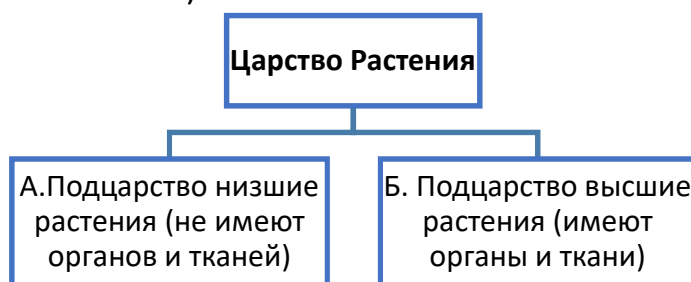 Царство Растения
А.Подцарство низшие
растения (не имеют
органов и тканей)
Б. Подцарство высшие
растения (имеют
органы и ткани)